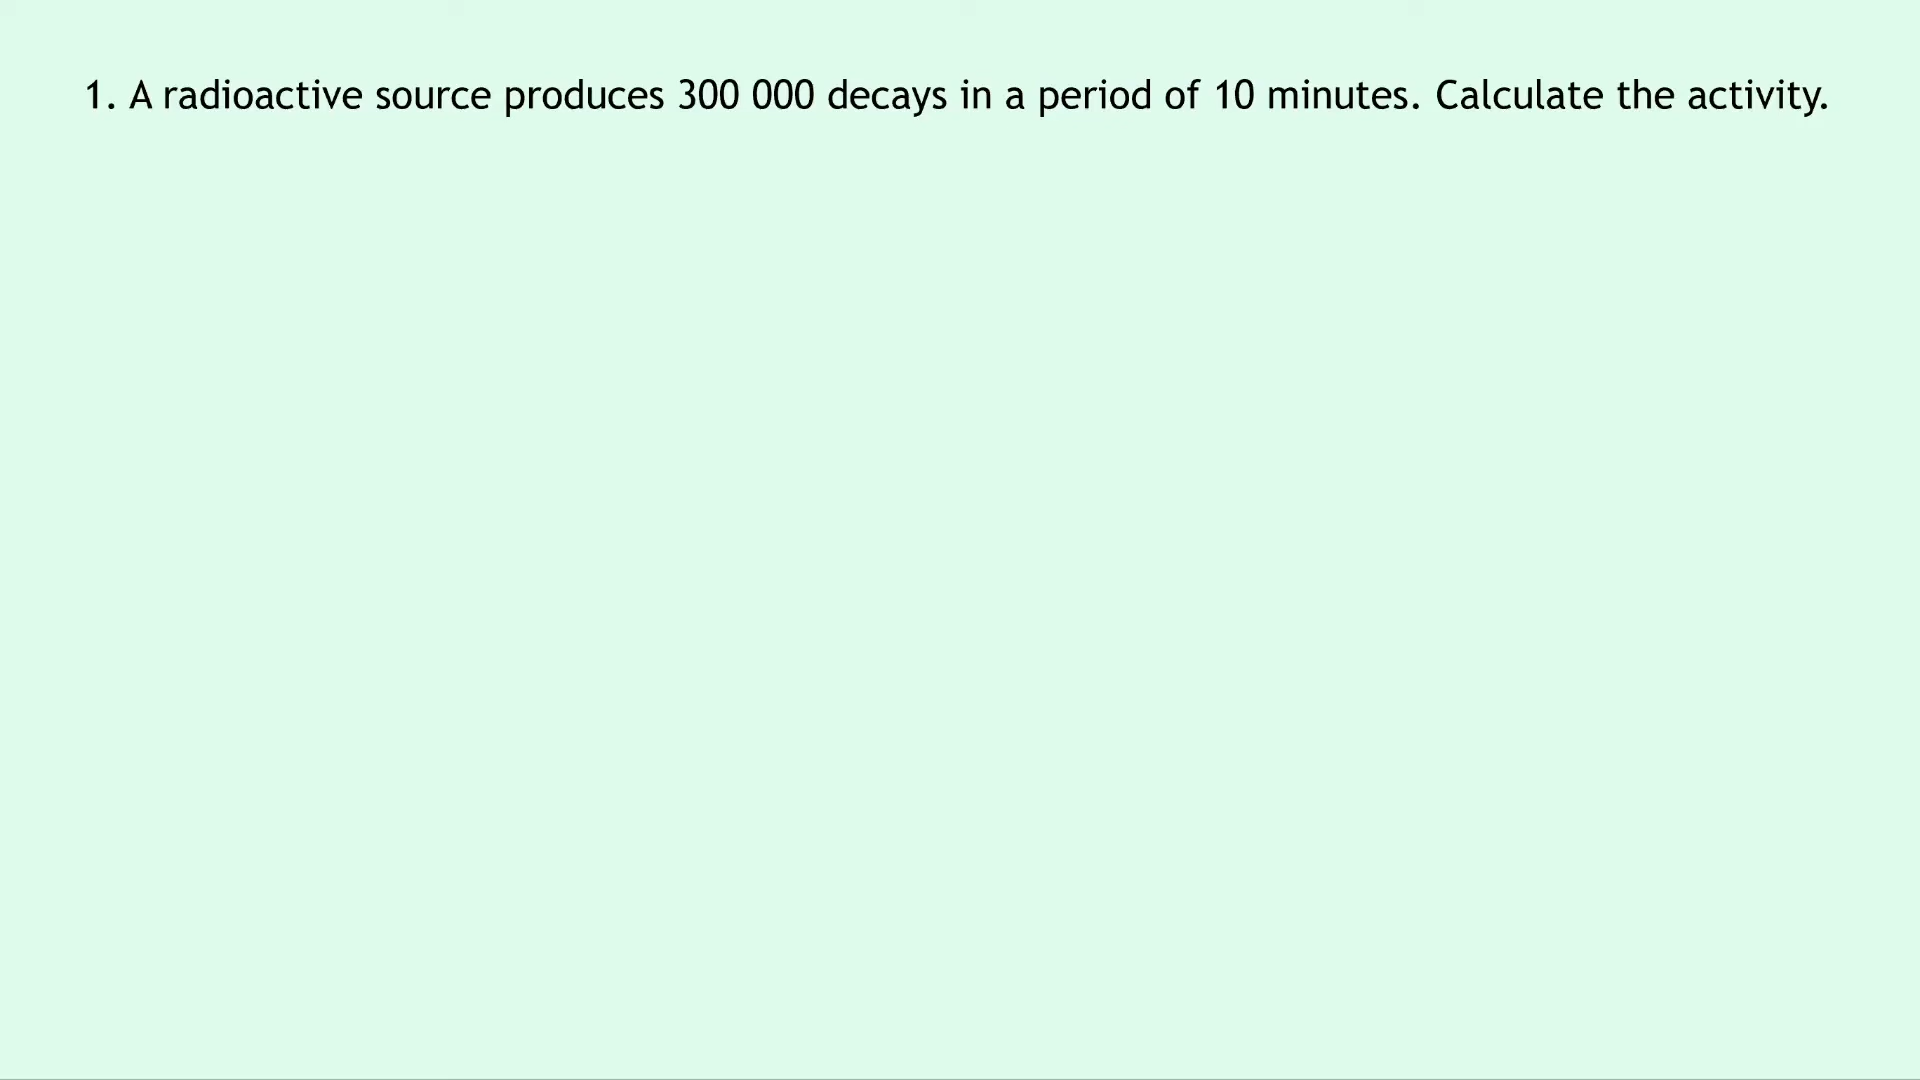 1. A radioactive source produces 300 000 decays in a period of 10 minutes. Calculate the activity.